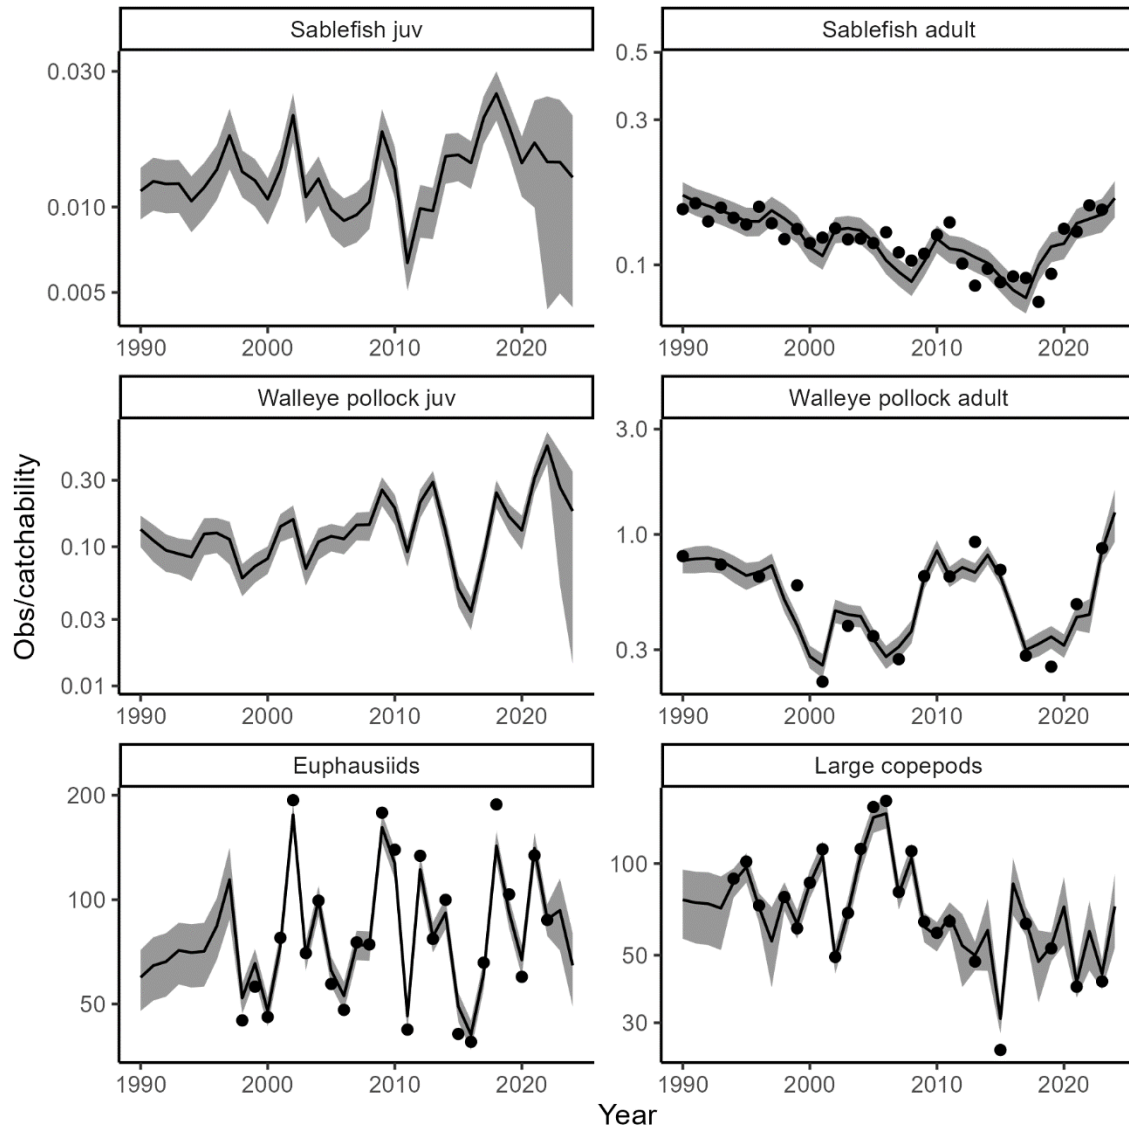 Sablefish juv
Sablefish adult
0.030
0.010
0.005
0.5
0.3
0.1
1990 2000 2010 2020
1990 2000 2010 2020
Walleye pollock juv
Walleye pollock adult
0.30
0.10
0.03
0.01
3.0
1.0
0.3
1990 2000 2010 2020
1990 2000 2010 2020
Obs/catchability
Euphausiids
Large copepods
200
100
50
100
50
30
1990 2000 2010 2020
1990 2000 2010 2020
Year